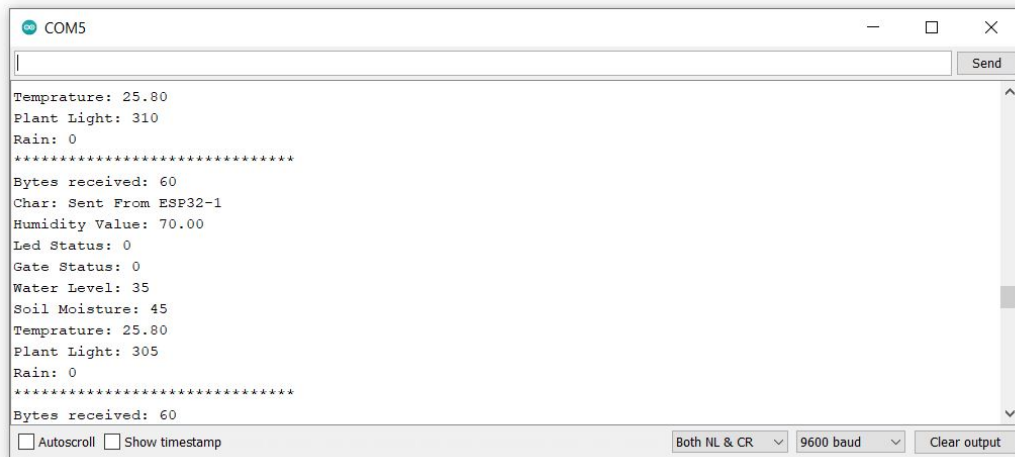 COM5
Send
Temprature: 25.80
Plant Light: 310
Rain: 0
*******************************
Bytes received: 60
Char: Sent From ESP32-1
Humidity Value: 70.00
Led Status: 0
Gate Status: 0
Water Level: 35
Soil Moisture: 45
Temprature: 25.80
Plant Light: 305
Rain: 0
*******************************
Bytes received: 60
Autoscroll Show timestamp Both NL & CR 9600 baud Clear output